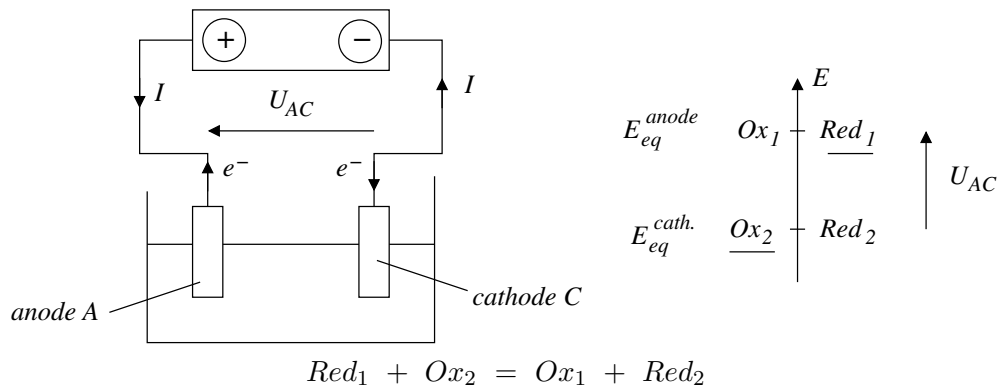 + −
I I
U_AC
e⁻ e⁻
anode A
cathode C
E
E_eq^anode Ox_1 Red_1
U_AC
E_eq^cath. Ox_2 Red_2
Red_1 + Ox_2 = Ox_1 + Red_2